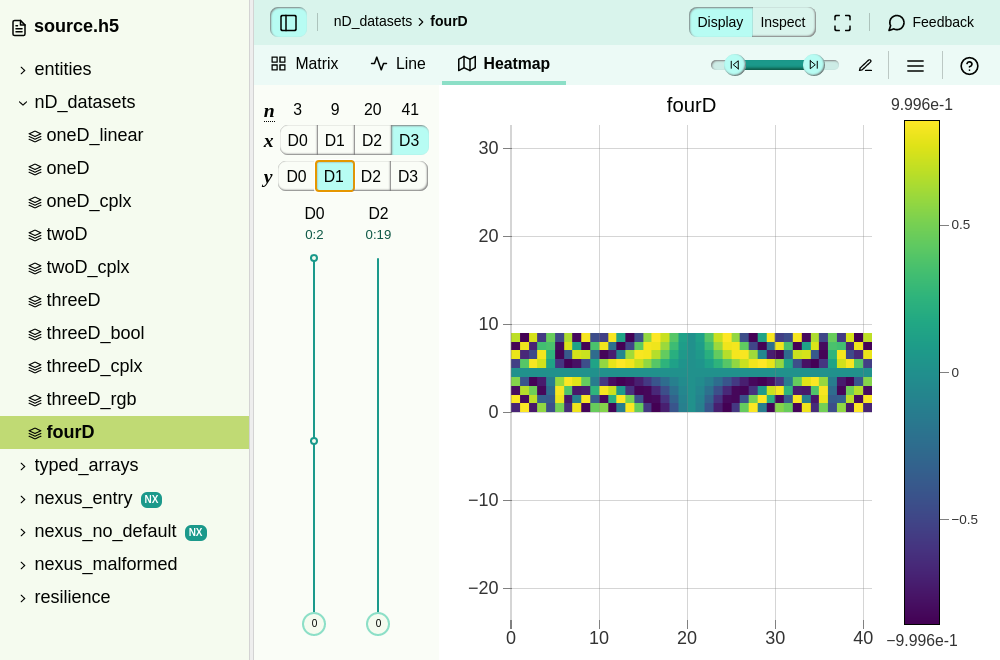 source.h5
entities
nD_datasets
oneD_linear
oneD
oneD_cplx
twoD
twoD_cplx
threeD
threeD_bool
threeD_cplx
threeD_rgb
fourD
typed_arrays
nexus_entry NX
nexus_no_default NX
nexus_malformed
resilience
nD_datasets › fourD
Display Inspect
Feedback
Matrix Line Heatmap
n 3 9 20 41
x D0 D1 D2 D3
y D0 D1 D2 D3
D0 D2
0:2 0:19
0 0
fourD
30
20
10
0
−10
−20
0 10 20 30 40
9.996e-1
0.5
0
−0.5
−9.996e-1